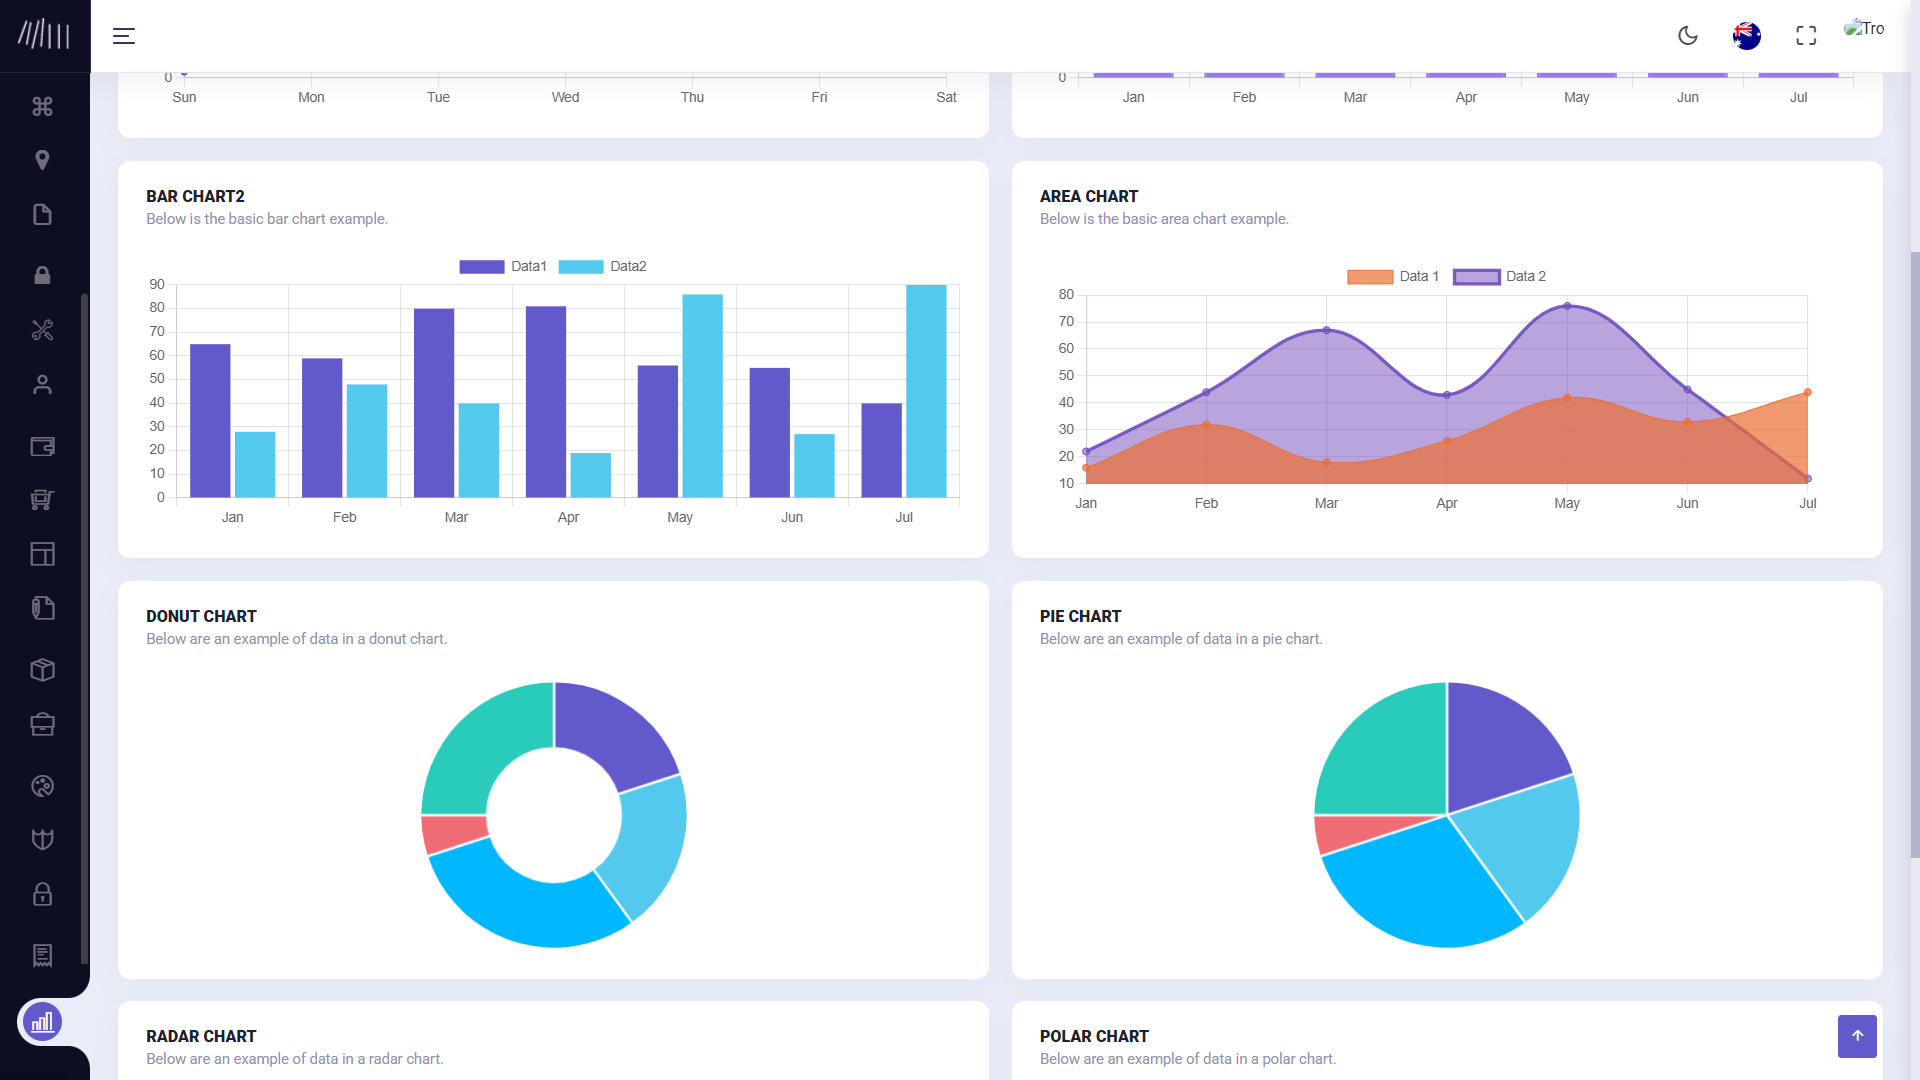 Tro
0
Sun Mon Tue Wed Thu Fri Sat
0
Jan Feb Mar Apr May Jun Jul
BAR CHART2
Below is the basic bar chart example.
Data1 Data2
90
80
70
60
50
40
30
20
10
0
Jan Feb Mar Apr May Jun Jul
AREA CHART
Below is the basic area chart example.
Data 1 Data 2
80
70
60
50
40
30
20
10
Jan Feb Mar Apr May Jun Jul
DONUT CHART
Below are an example of data in a donut chart.
PIE CHART
Below are an example of data in a pie chart.
RADAR CHART
Below are an example of data in a radar chart.
POLAR CHART
Below are an example of data in a polar chart.